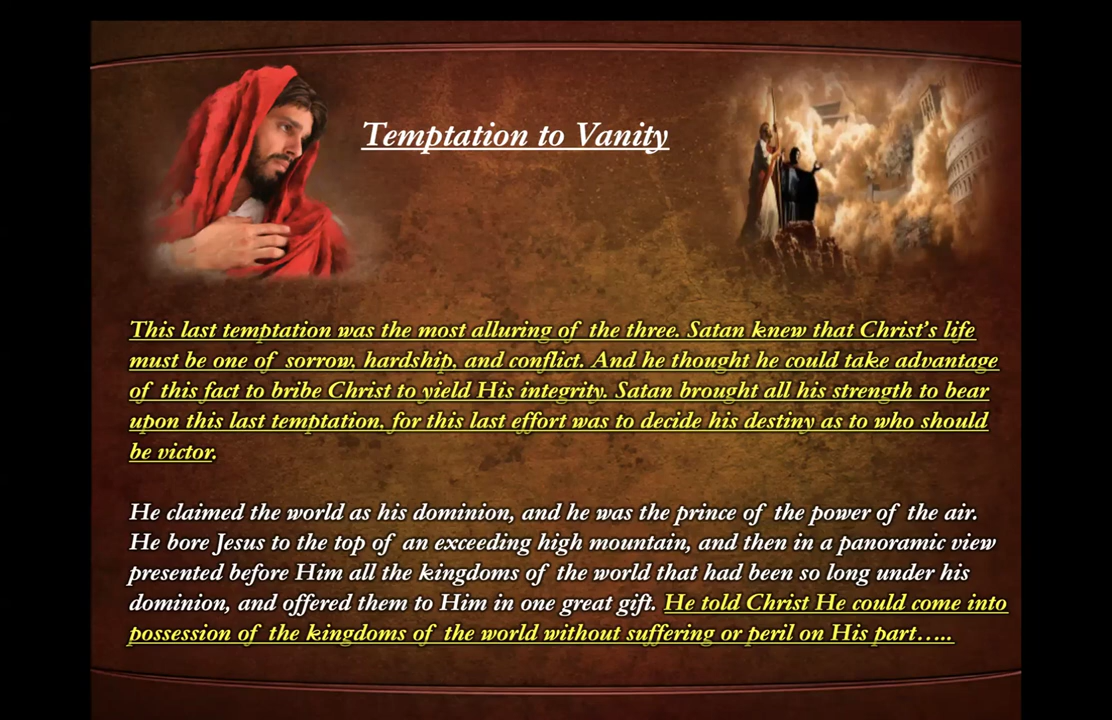 Temptation to Vanity
This last temptation was the most alluring of the three. Satan knew that Christ's life
must be one of sorrow, hardship, and conflict. And he thought he could take advantage
of this fact to bribe Christ to yield His integrity. Satan brought all his strength to bear
upon this last temptation, for this last effort was to decide his destiny as to who should
be victor.
He claimed the world as his dominion, and he was the prince of the power of the air.
He bore Jesus to the top of an exceeding high mountain, and then in a panoramic view
presented before Him all the kingdoms of the world that had been so long under his
dominion, and offered them to Him in one great gift. He told Christ He could come into
possession of the kingdoms of the world without suffering or peril on His part…..